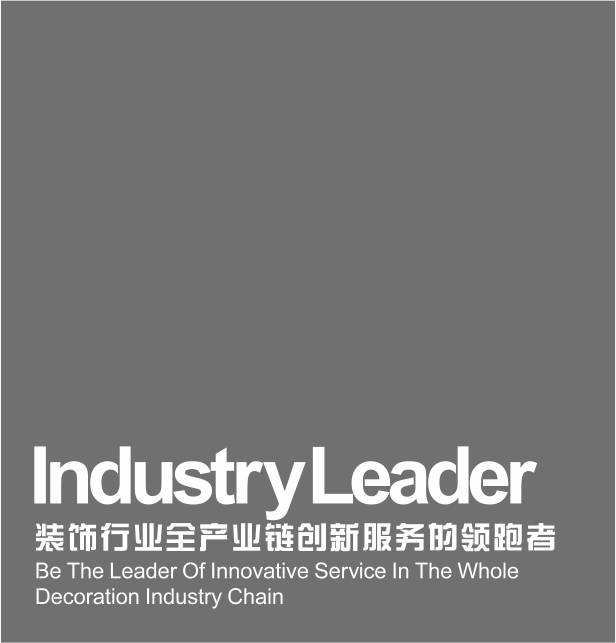 Industry Leader
装饰行业全产业链创新服务的领跑者
Be The Leader Of Innovative Service In The Whole
Decoration Industry Chain